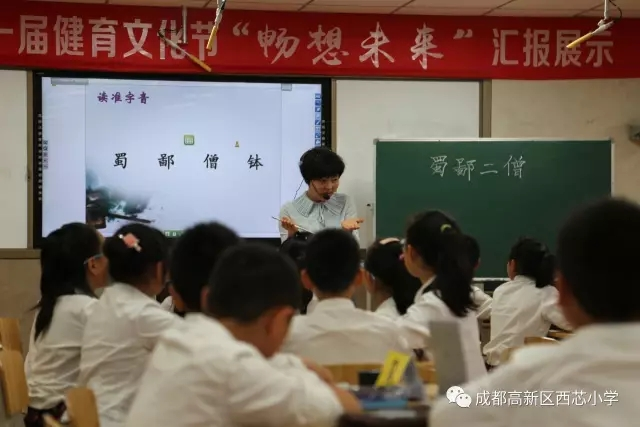 一届健育文化节“畅想未来”汇报展示
读准字音
蜀 鄙 僧 钵
蜀鄙二僧
成都高新区西芯小学